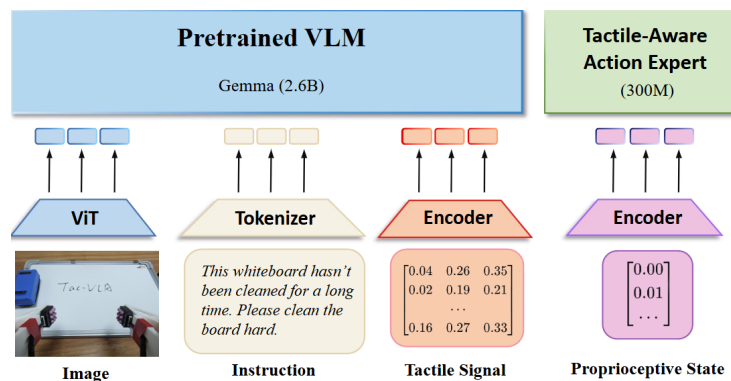 Pretrained VLM
Gemma (2.6B)
Tactile-Aware
Action Expert
(300M)
ViT
Tokenizer
Encoder
Encoder
Tac-VLA
This whiteboard hasn't
been cleaned for a long
time. Please clean the
board hard.
0.04 0.26 0.35
0.02 0.19 0.21
...
0.16 0.27 0.33
0.00
0.01
...
Image
Instruction
Tactile Signal
Proprioceptive State